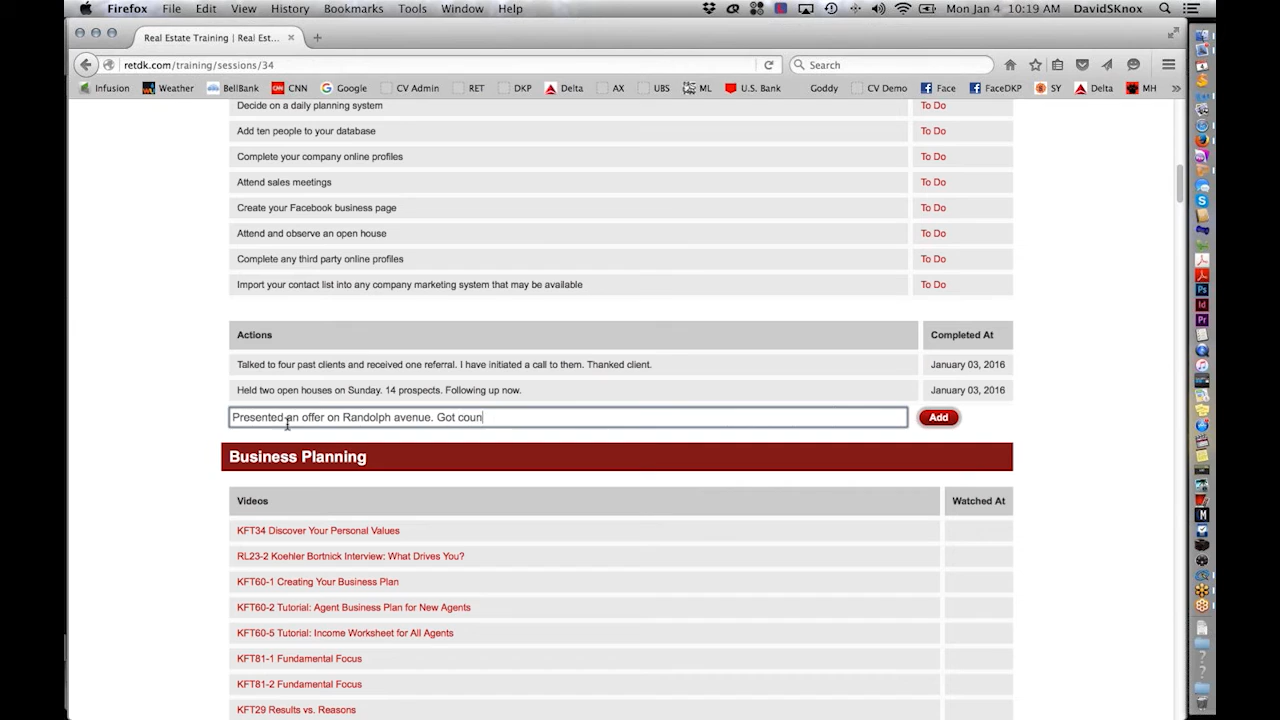 Firefox File Edit View History Bookmarks Tools Window Help Mon Jan 4 10:19 AM DavidSKnox
Real Estate Training | Real Est...
retdk.com/training/sessions/34 Search
Infusion Weather BellBank CNN Google CV Admin RET DKP Delta AX UBS ML U.S. Bank Goddy CV Demo Face FaceDKP SY Delta MH
Decide on a daily planning system To Do
Add ten people to your database To Do
Complete your company online profiles To Do
Attend sales meetings To Do
Create your Facebook business page To Do
Attend and observe an open house To Do
Complete any third party online profiles To Do
Import your contact list into any company marketing system that may be available To Do
Actions Completed At
Talked to four past clients and received one referral. I have initiated a call to them. Thanked client. January 03, 2016
Held two open houses on Sunday. 14 prospects. Following up now. January 03, 2016
Presented an offer on Randolph avenue. Got coun Add
Business Planning
Videos Watched At
KFT34 Discover Your Personal Values
RL23-2 Koehler Bortnick Interview: What Drives You?
KFT60-1 Creating Your Business Plan
KFT60-2 Tutorial: Agent Business Plan for New Agents
KFT60-5 Tutorial: Income Worksheet for All Agents
KFT81-1 Fundamental Focus
KFT81-2 Fundamental Focus
KFT29 Results vs. Reasons